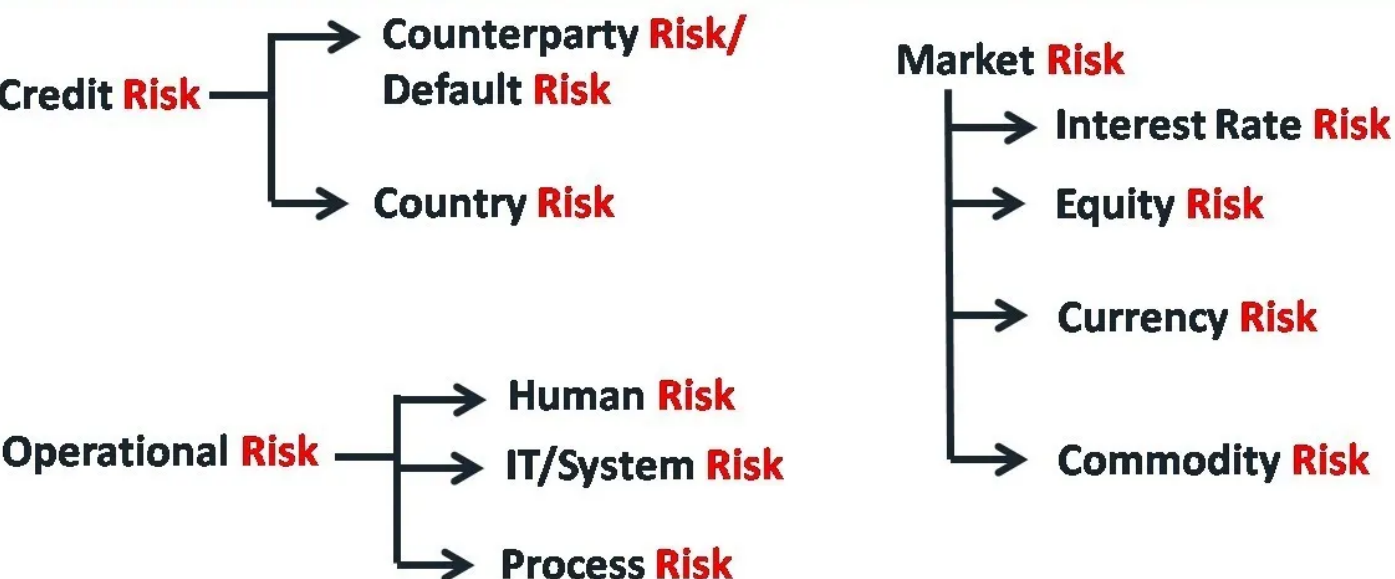 Credit Risk
Counterparty Risk/
Default Risk
Country Risk
Operational Risk
Human Risk
IT/System Risk
Process Risk
Market Risk
Interest Rate Risk
Equity Risk
Currency Risk
Commodity Risk